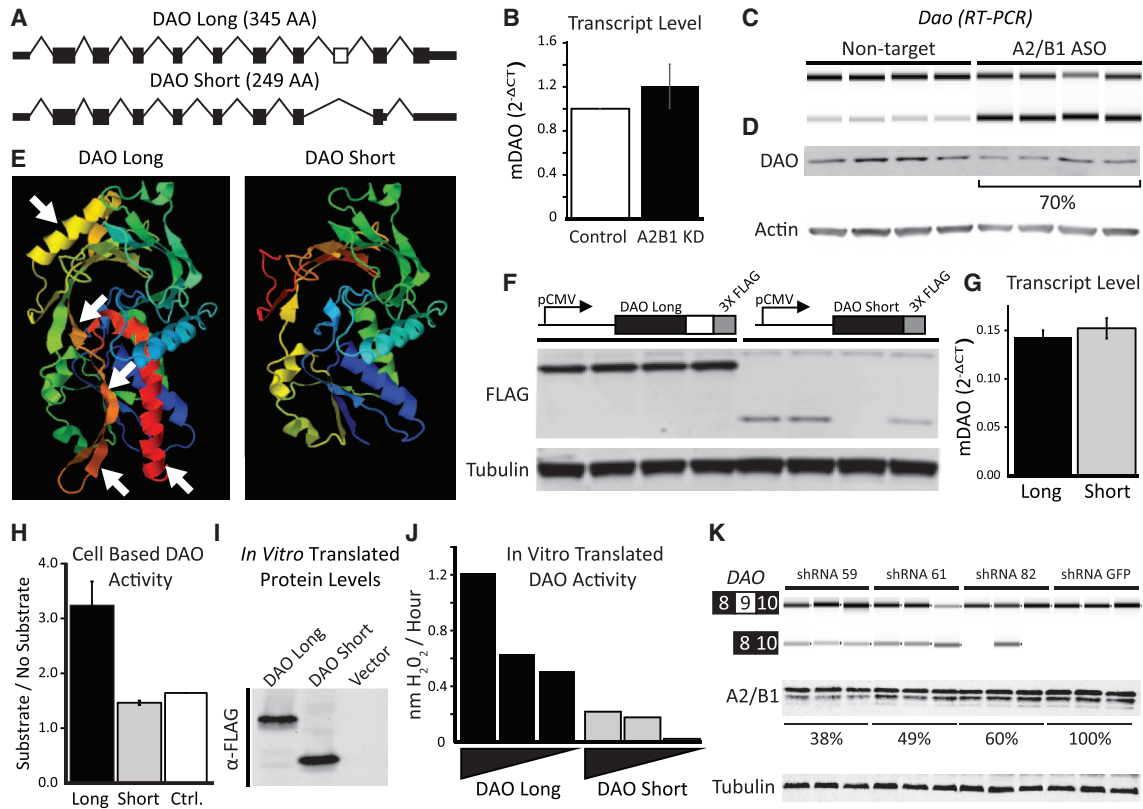 A
DAO Long (345 AA)
DAO Short (249 AA)
B
Transcript Level
mDAO (2^-ΔCT)
1.6
1.2
0.8
0.4
0
Control
A2B1 KD
C
Dao (RT-PCR)
Non-target
A2/B1 ASO
D
DAO
70%
Actin
E
DAO Long
DAO Short
F
pCMV
DAO Long
3X FLAG
pCMV
DAO Short
3X FLAG
FLAG
Tubulin
G
Transcript Level
mDAO (2^-ΔCT)
0.15
0.10
0.05
0.00
Long
Short
H
Cell Based DAO
Activity
Substrate / No Substrate
4.0
3.0
2.0
1.0
0.0
Long
Short
Ctrl.
I
In Vitro Translated
Protein Levels
DAO Long
DAO Short
Vector
α-FLAG
J
In Vitro Translated
DAO Activity
nm H2O2 / Hour
1.2
0.8
0.4
0
DAO Long
DAO Short
K
DAO
shRNA 59
shRNA 61
shRNA 82
shRNA GFP
8 9 10
8 10
A2/B1
38%
49%
60%
100%
Tubulin